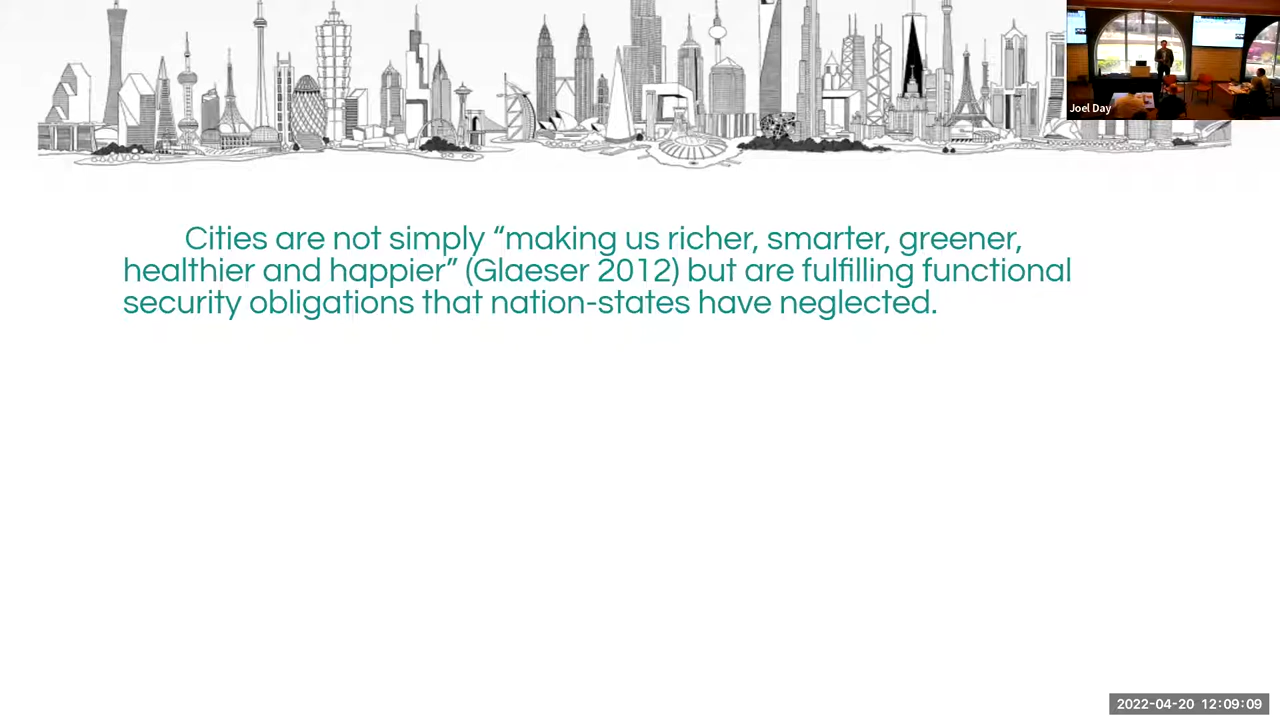 Joel Day
Cities are not simply “making us richer, smarter, greener,
healthier and happier” (Glaeser 2012) but are fulfilling functional
security obligations that nation-states have neglected.
2022-04-20 12:09:09